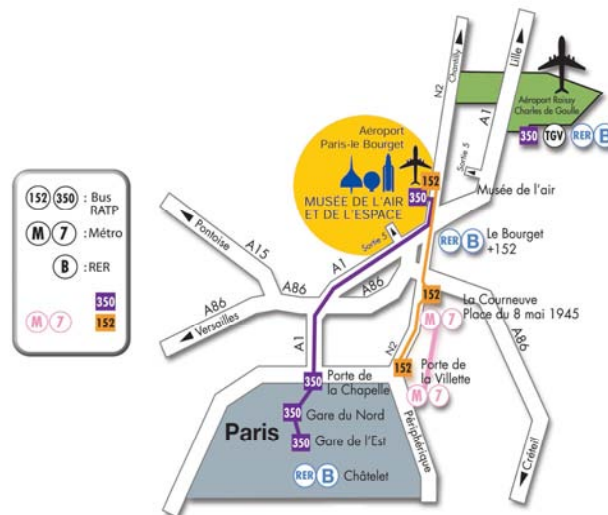 Chantilly
Lille
N2
A1
Aéroport Roissy
Charles de Gaulle
350 TGV RER B
Aéroport
Paris-le Bourget
152
350
MUSÉE DE L'AIR
ET DE L'ESPACE
Sortie 5
Musée de l'air
Sortie 5
RER B Le Bourget
+152
152 350 : Bus
RATP
M 7 : Métro
B : RER
350
M 7 152
Pontoise
A15
A1
A86
A86
A86
Versailles
A1
152
La Courneuve
Place du 8 mai 1945
M 7
A86
N2
152
Porte de
la Villette
M 7
350
Porte de
la Chapelle
350 Gare du Nord
Paris
350 Gare de l'Est
RER B Châtelet
Périphérique
Créteil